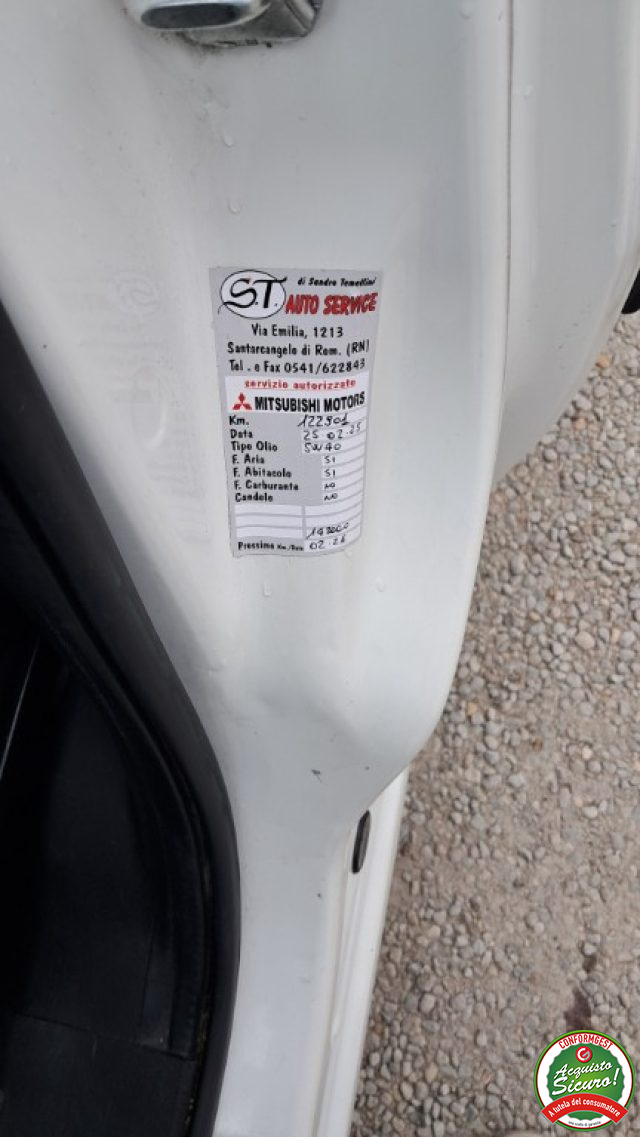 S.T. di Sandro Tomellini
AUTO SERVICE
Via Emilia, 1213
Santarcangelo di Rom. (RN)
Tel. e Fax 0541/622843
servizio autorizzato
MITSUBISHI MOTORS
Km. 122501
Data 25.02.25
Tipo Olio 5W40
F. Aria SI
F. Abitacolo SI
F. Carburante NO
Candele NO
Prossimo Km./Data 02.26
CONFORMGEST
Acquisto
Sicuro!
A tutela del consumatore